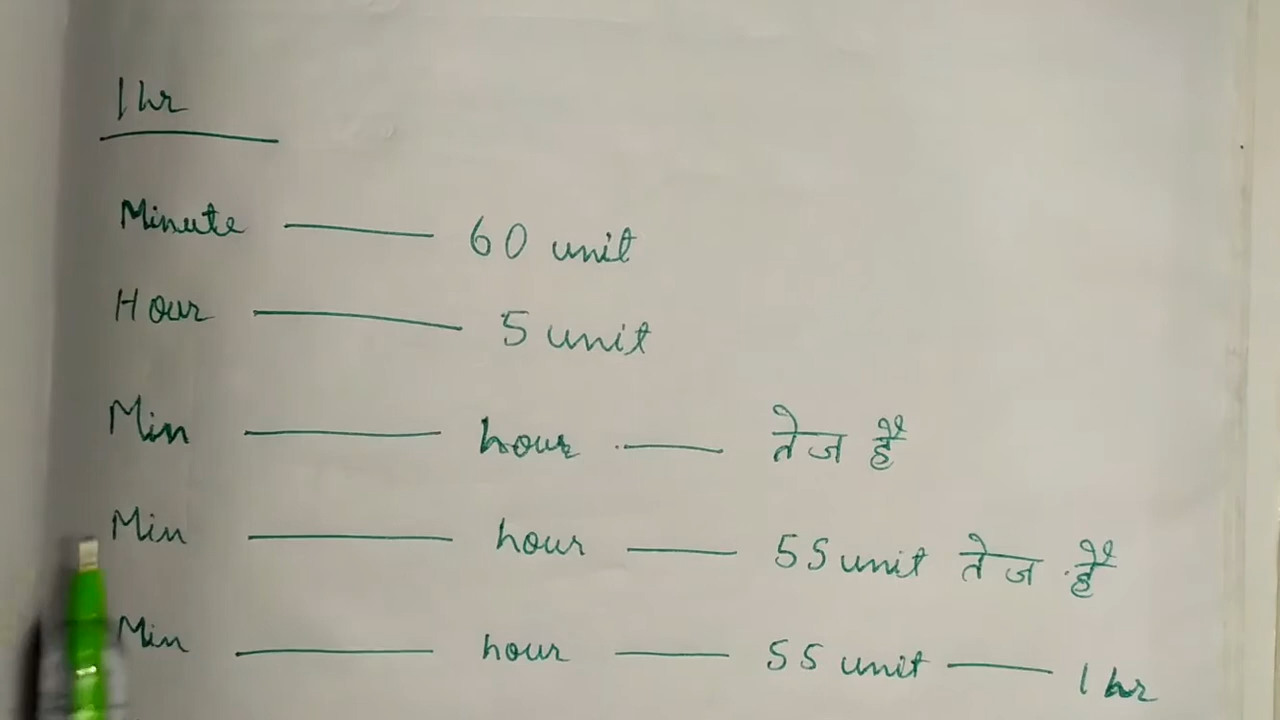 1 hr
Minute —— 60 unit
Hour —— 5 unit
Min —— hour —— तेज है
Min —— hour —— 55 unit तेज है
Min —— hour —— 55 unit —— 1 hr